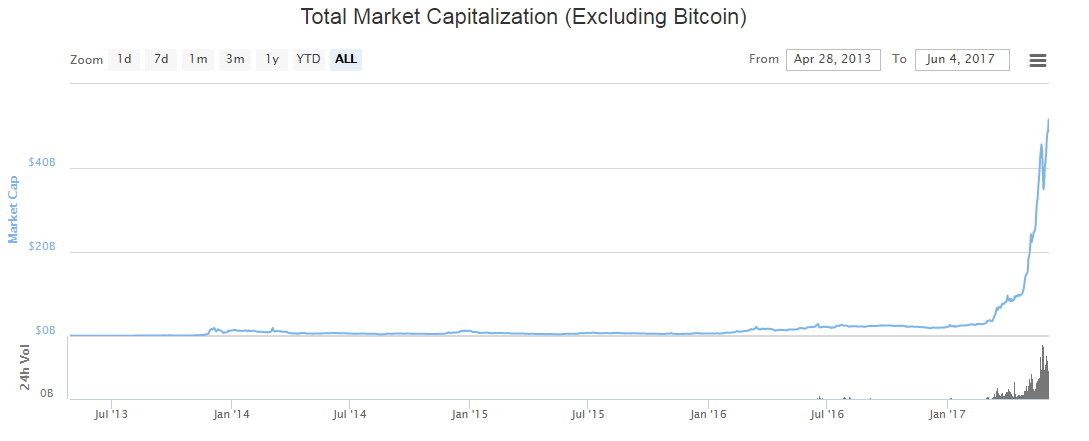 Total Market Capitalization (Excluding Bitcoin)
Zoom 1d 7d 1m 3m 1y YTD ALL From Apr 28, 2013 To Jun 4, 2017
Market Cap
$40B
$20B
$0B
24h Vol
0B
Jul '13 Jan '14 Jul '14 Jan '15 Jul '15 Jan '16 Jul '16 Jan '17